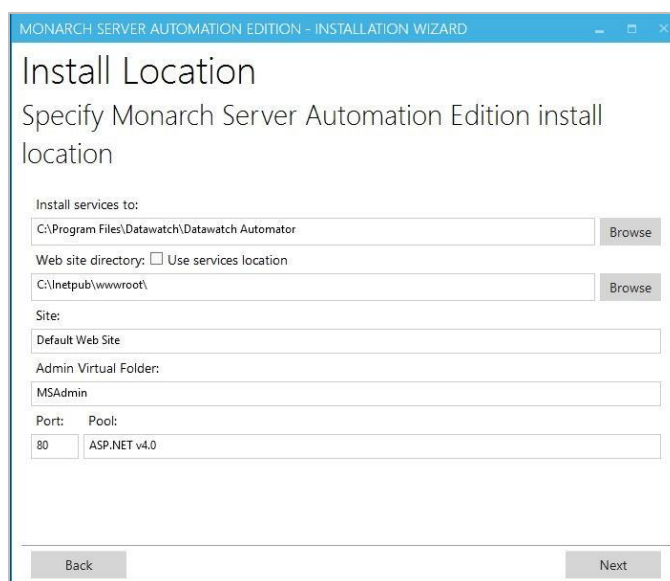 MONARCH SERVER AUTOMATION EDITION - INSTALLATION WIZARD
Install Location
Specify Monarch Server Automation Edition install
location
Install services to:
C:\Program Files\Datawatch\Datawatch Automator
Browse
Web site directory: Use services location
C:\Inetpub\wwwroot\
Browse
Site:
Default Web Site
Admin Virtual Folder:
MSAdmin
Port: Pool:
80 ASP.NET v4.0
Back Next